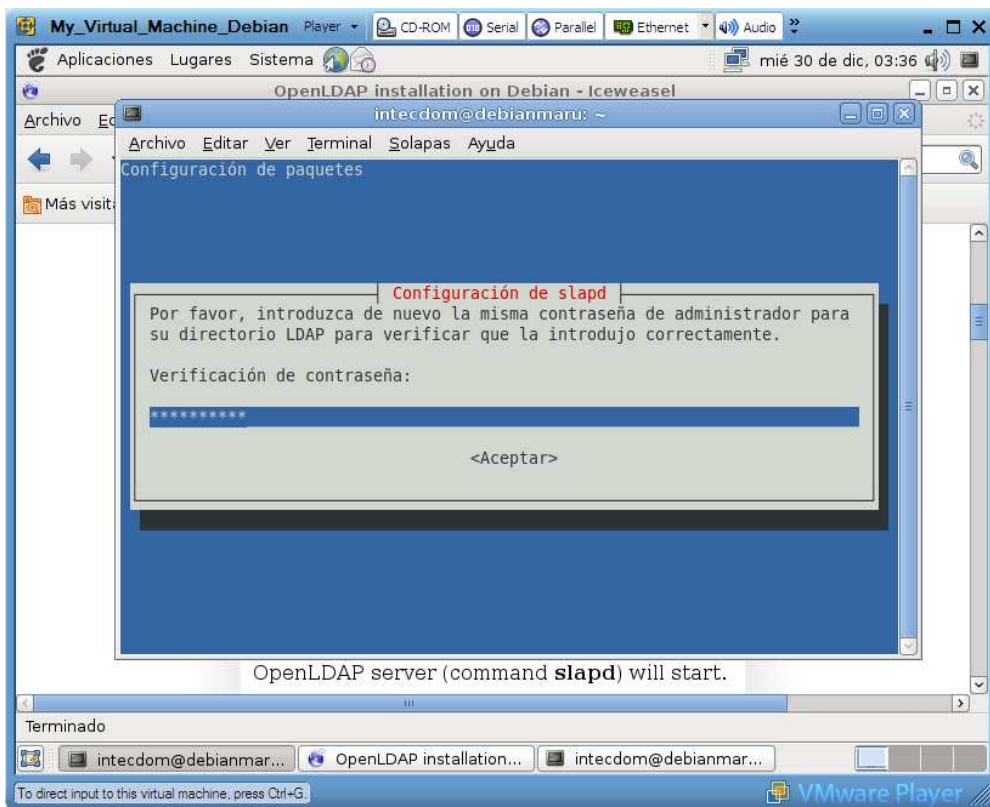 My_Virtual_Machine_Debian Player CD-ROM Serial Parallel Ethernet Audio
Aplicaciones Lugares Sistema mié 30 de dic, 03:36
OpenLDAP installation on Debian - Iceweasel
Archivo
intecdom@debianmaru: ~
Archivo Editar Ver Terminal Solapas Ayuda
Configuración de paquetes
Más visit
Configuración de slapd
Por favor, introduzca de nuevo la misma contraseña de administrador para
su directorio LDAP para verificar que la introdujo correctamente.
Verificación de contraseña:
**********
<Aceptar>
OpenLDAP server (command slapd) will start.
Terminado
intecdom@debianmar... OpenLDAP installation... intecdom@debianmar...
To direct input to this virtual machine, press Ctrl+G. VMware Player